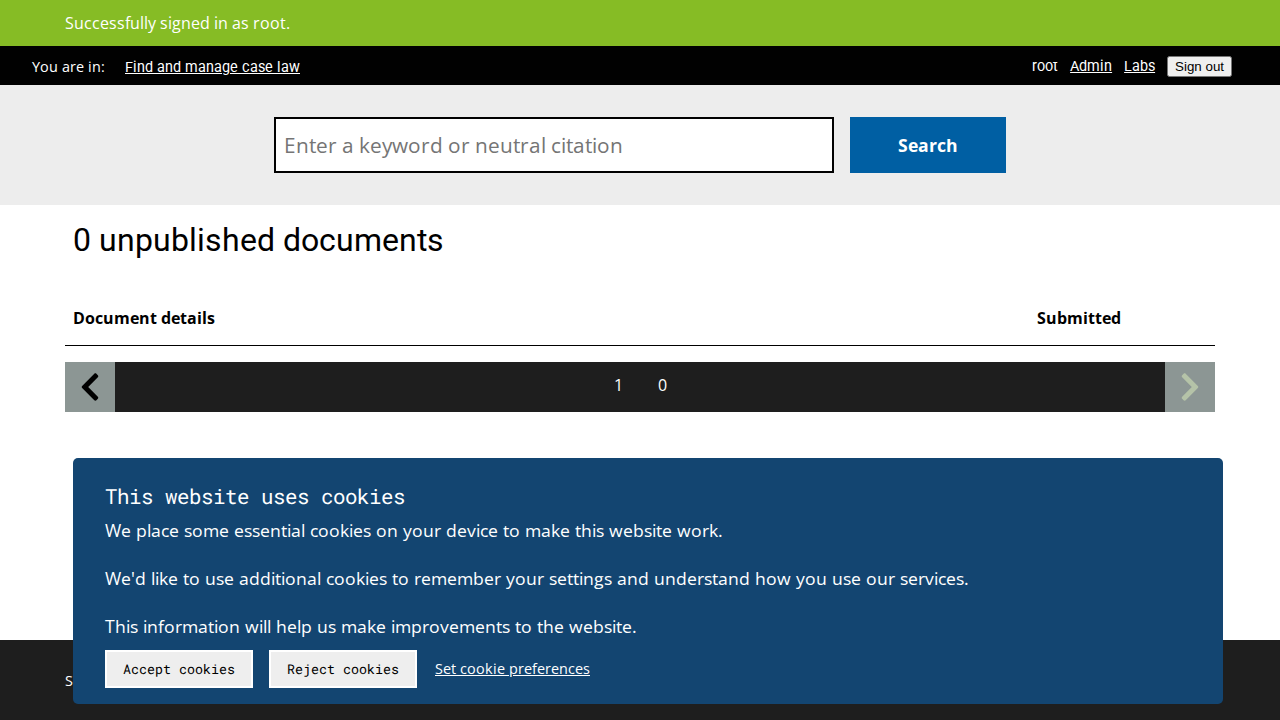 Successfully signed in as root.
You are in: Find and manage case law root Admin Labs Sign out
Enter a keyword or neutral citation Search
0 unpublished documents
Document details Submitted
1 0
This website uses cookies
We place some essential cookies on your device to make this website work.
We'd like to use additional cookies to remember your settings and understand how you use our services.
This information will help us make improvements to the website.
Accept cookies Reject cookies Set cookie preferences